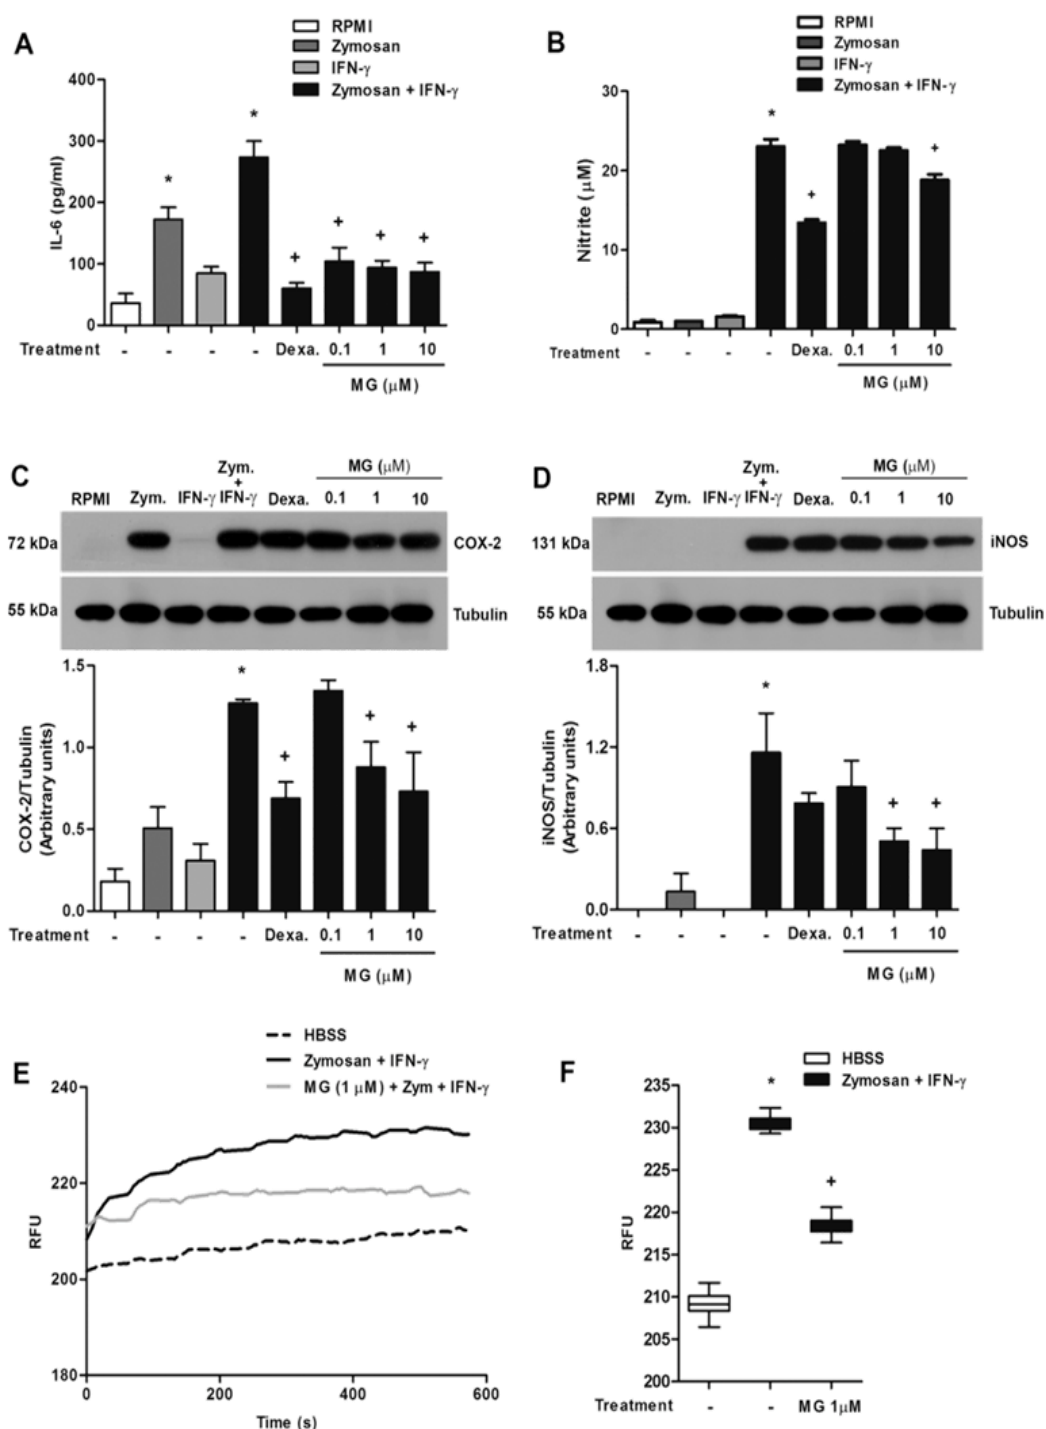 A
RPMI
Zymosan
IFN-γ
Zymosan + IFN-γ
IL-6 (pg/ml)
400
300
200
100
0
*
*
+
+
+
+
Treatment - - - - Dexa. 0.1 1 10
MG (μM)
B
RPMI
Zymosan
IFN-γ
Zymosan + IFN-γ
Nitrite (μM)
30
20
10
0
*
+
+
Treatment - - - - Dexa. 0.1 1 10
MG (μM)
C
Zym.
+
MG (μM)
RPMI Zym. IFN-γ IFN-γ Dexa. 0.1 1 10
72 kDa COX-2
55 kDa Tubulin
COX-2/Tubulin
(Arbitrary units)
1.5
1.0
0.5
0.0
*
+
+
+
Treatment - - - - Dexa. 0.1 1 10
MG (μM)
D
Zym.
+
MG (μM)
RPMI Zym. IFN-γ IFN-γ Dexa. 0.1 1 10
131 kDa iNOS
55 kDa Tubulin
iNOS/Tubulin
(Arbitrary units)
1.8
1.2
0.6
0.0
*
+
+
Treatment - - - - Dexa. 0.1 1 10
MG (μM)
E
HBSS
Zymosan + IFN-γ
MG (1 μM) + Zym + IFN-γ
RFU
240
220
200
180
0 200 400 600
Time (s)
F
HBSS
Zymosan + IFN-γ
RFU
235
230
225
220
215
210
205
200
*
+
Treatment - - MG 1μM